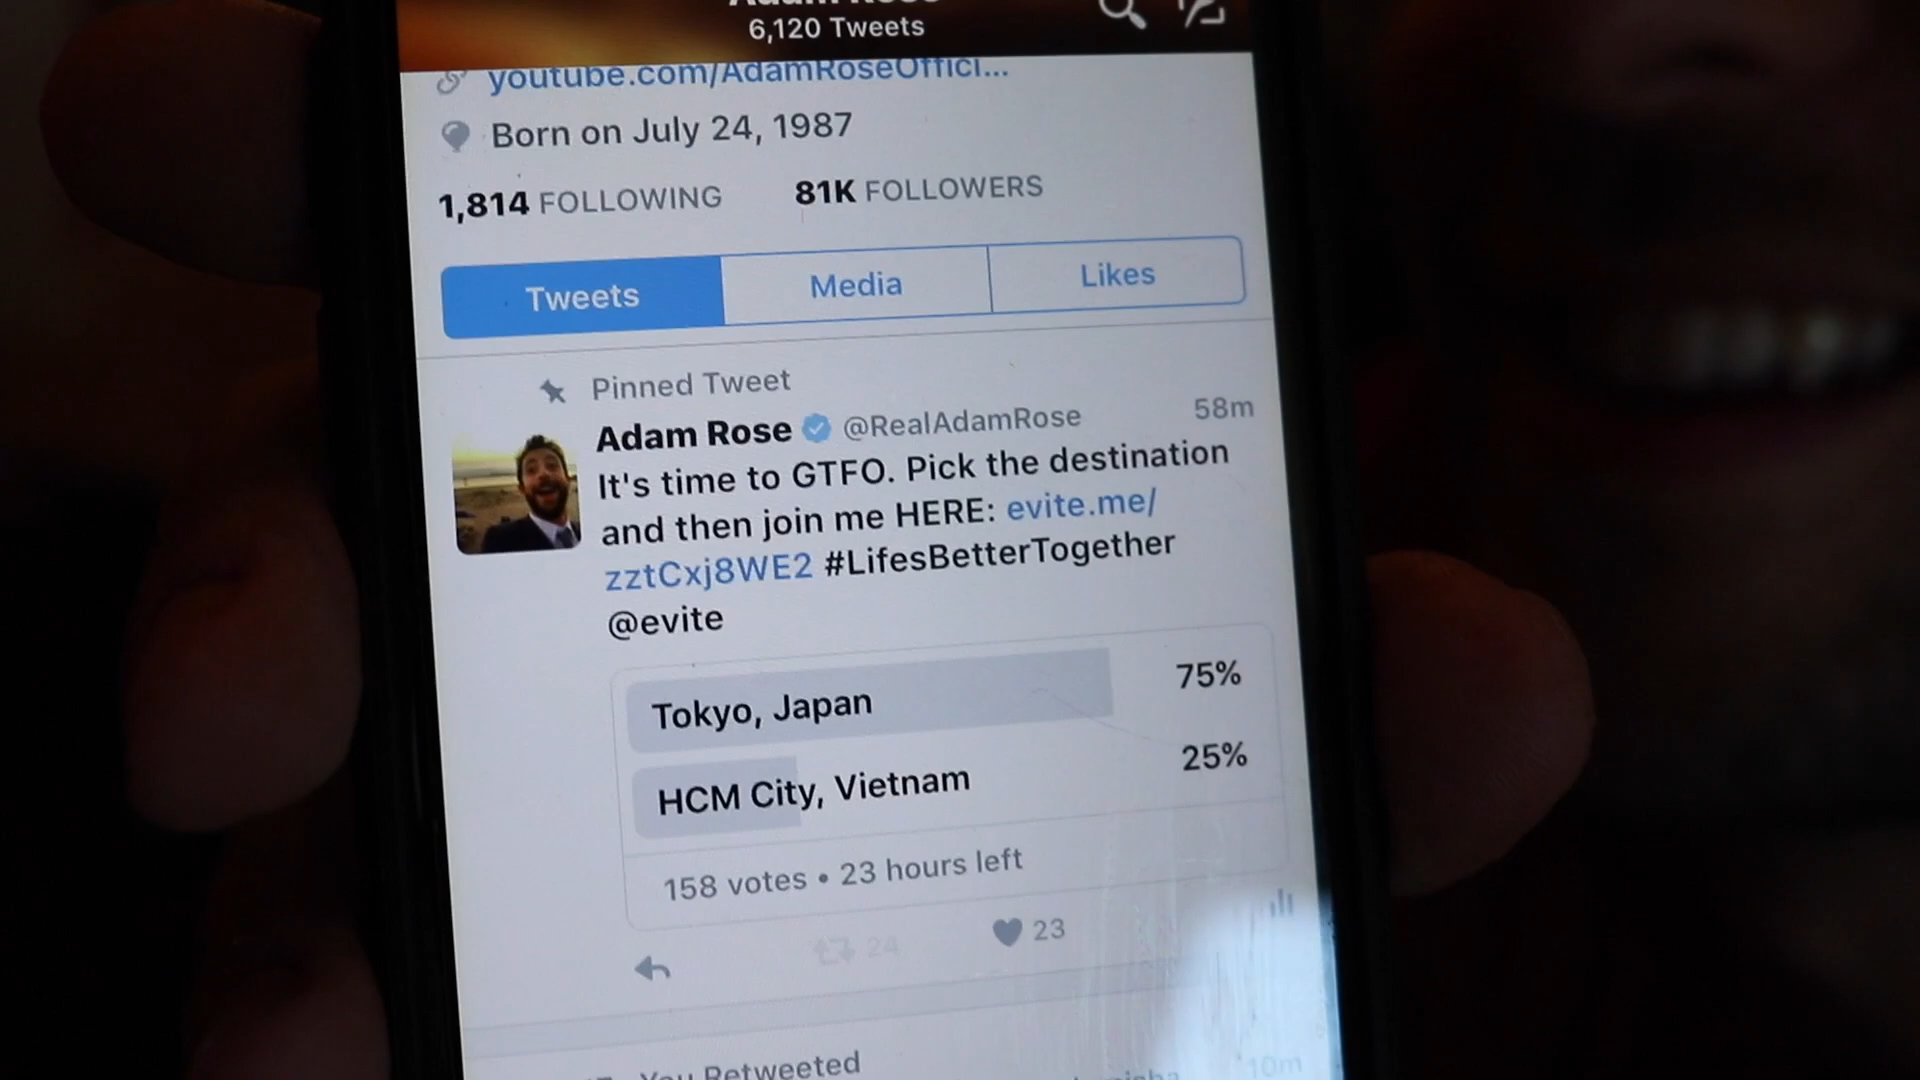 6,120 Tweets
youtube.com/AdamRoseOffici...
Born on July 24, 1987
1,814 FOLLOWING 81K FOLLOWERS
Tweets Media Likes
Pinned Tweet
Adam Rose @RealAdamRose 58m
It's time to GTFO. Pick the destination
and then join me HERE: evite.me/
zztCxj8WE2 #LifesBetterTogether
@evite
Tokyo, Japan 75%
HCM City, Vietnam 25%
158 votes • 23 hours left
24 23
You Retweeted
10m